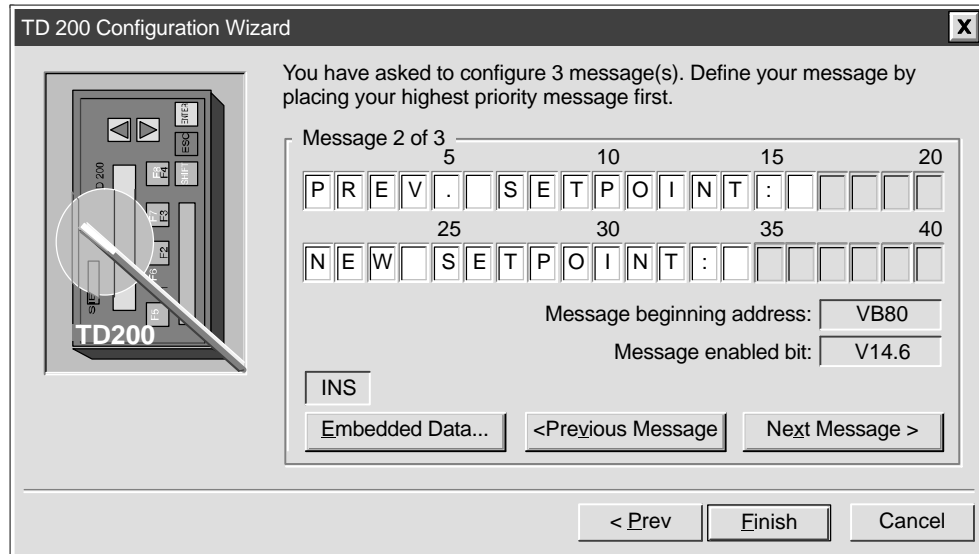 TD 200 Configuration Wizard X
You have asked to configure 3 message(s). Define your message by
placing your highest priority message first.
Message 2 of 3
5 10 15 20
PREV. SETPOINT:
25 30 35 40
NEW SETPOINT:
Message beginning address: VB80
Message enabled bit: V14.6
INS
Embedded Data... <Previous Message Next Message >
< Prev Finish Cancel
ENTER
ESC
SHIFT
F4
F7
F3
F2
F6
F5
TD200